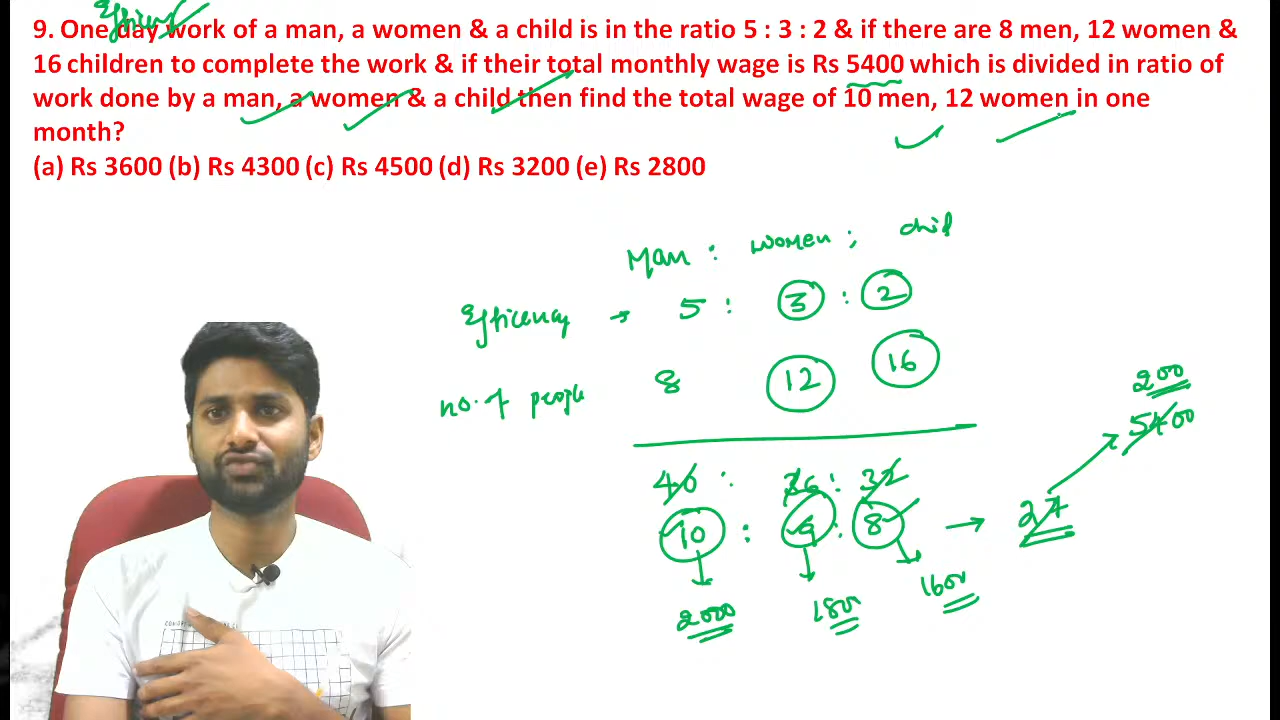 Efficiency
9. One day work of a man, a women & a child is in the ratio 5 : 3 : 2 & if there are 8 men, 12 women &
16 children to complete the work & if their total monthly wage is Rs 5400 which is divided in ratio of
work done by a man, a women & a child then find the total wage of 10 men, 12 women in one
month?
(a) Rs 3600 (b) Rs 4300 (c) Rs 4500 (d) Rs 3200 (e) Rs 2800
Man : women ; child
Efficency → 5 : 3 : 2
no. of people 8 12 16
200
5400
40 : 36 : 32
10 : 9 : 8 → 27
2000 1800 1600